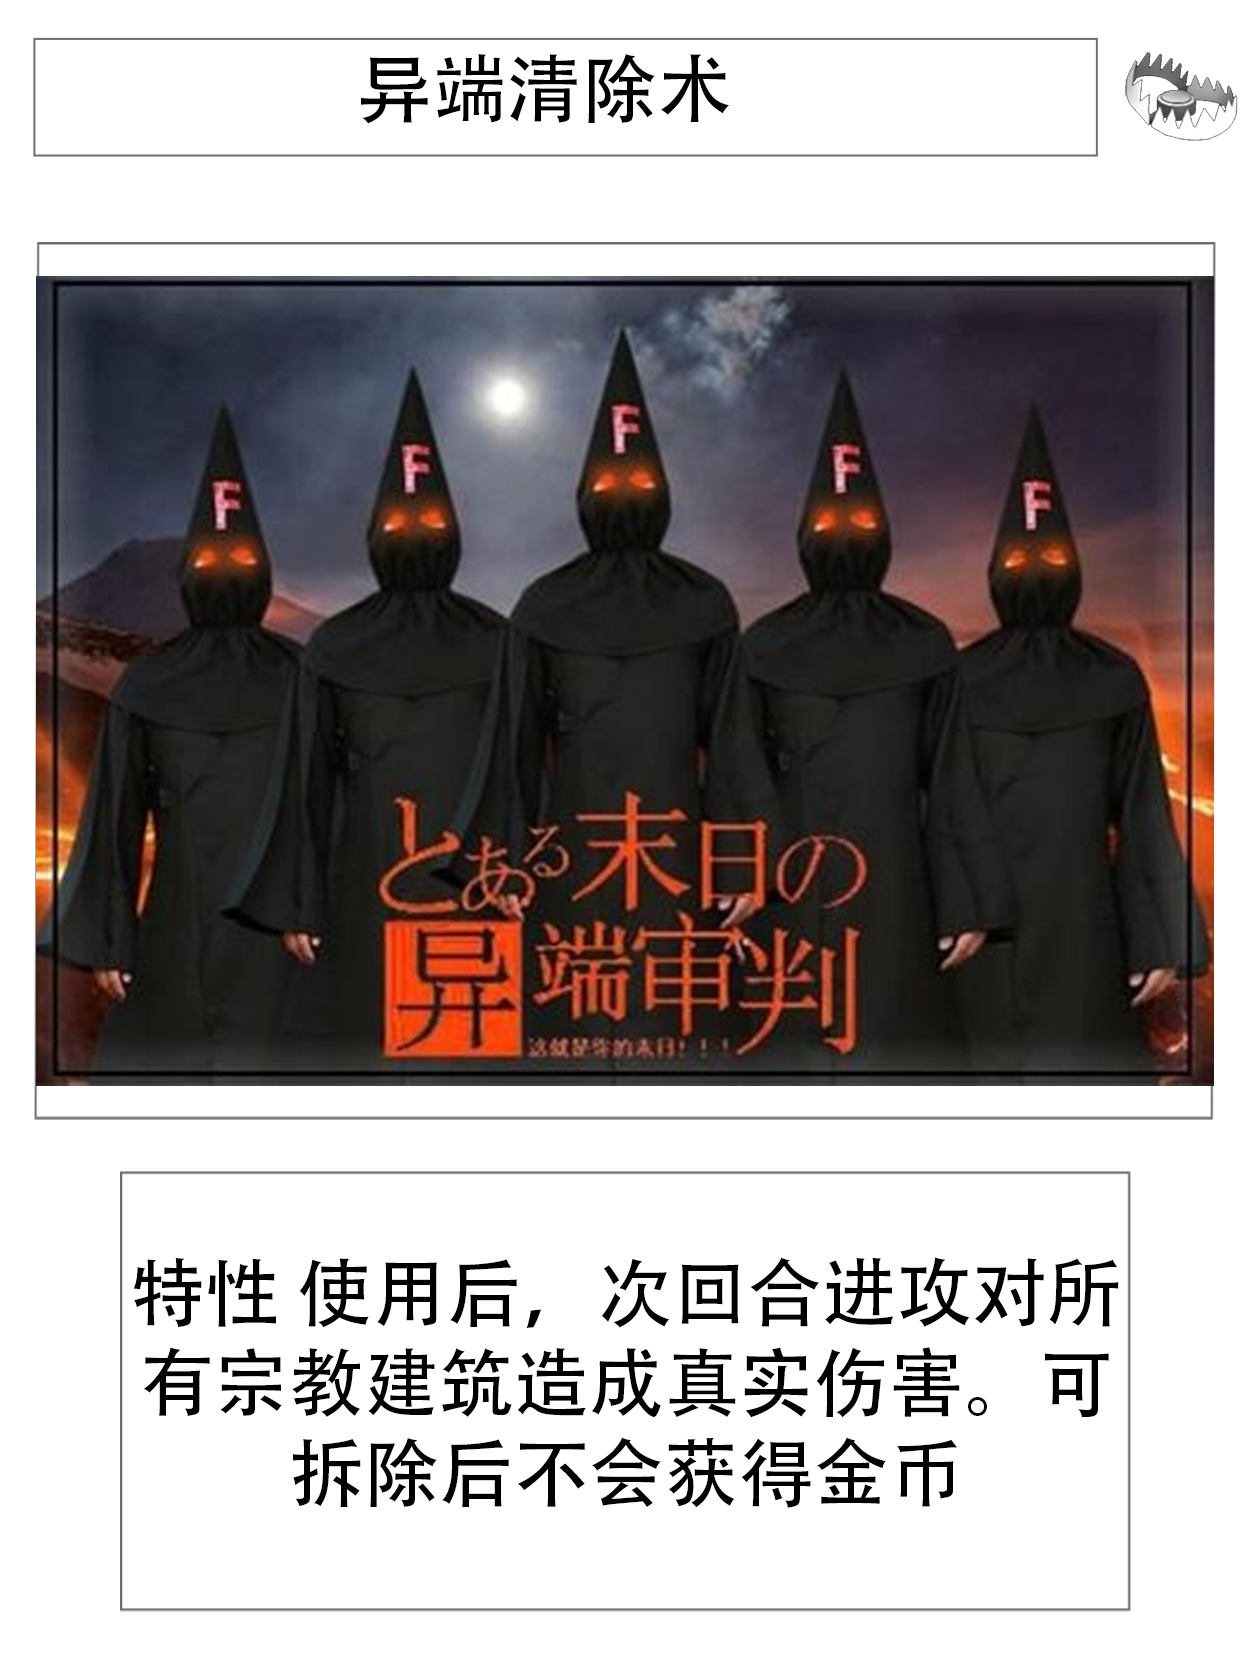 异端清除术
F
F
F
F
F
とある末日の
异端审判
这就是你的末日！！！
特性 使用后，次回合进攻对所
有宗教建筑造成真实伤害。可
拆除后不会获得金币